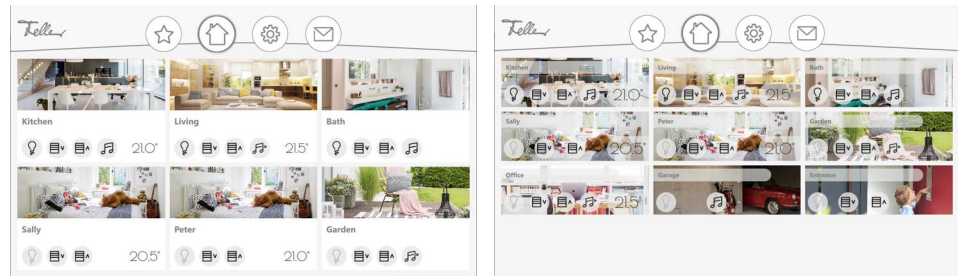 Feller
Kitchen
Living
Bath
21.0°
21.5°
Sally
Peter
Garden
20.5°
21.0°
Feller
Kitchen
Living
Bath
21.0°
21.5°
Sally
Peter
Garden
20.5°
21.0°
Office
Garage
Entrance
21.5°